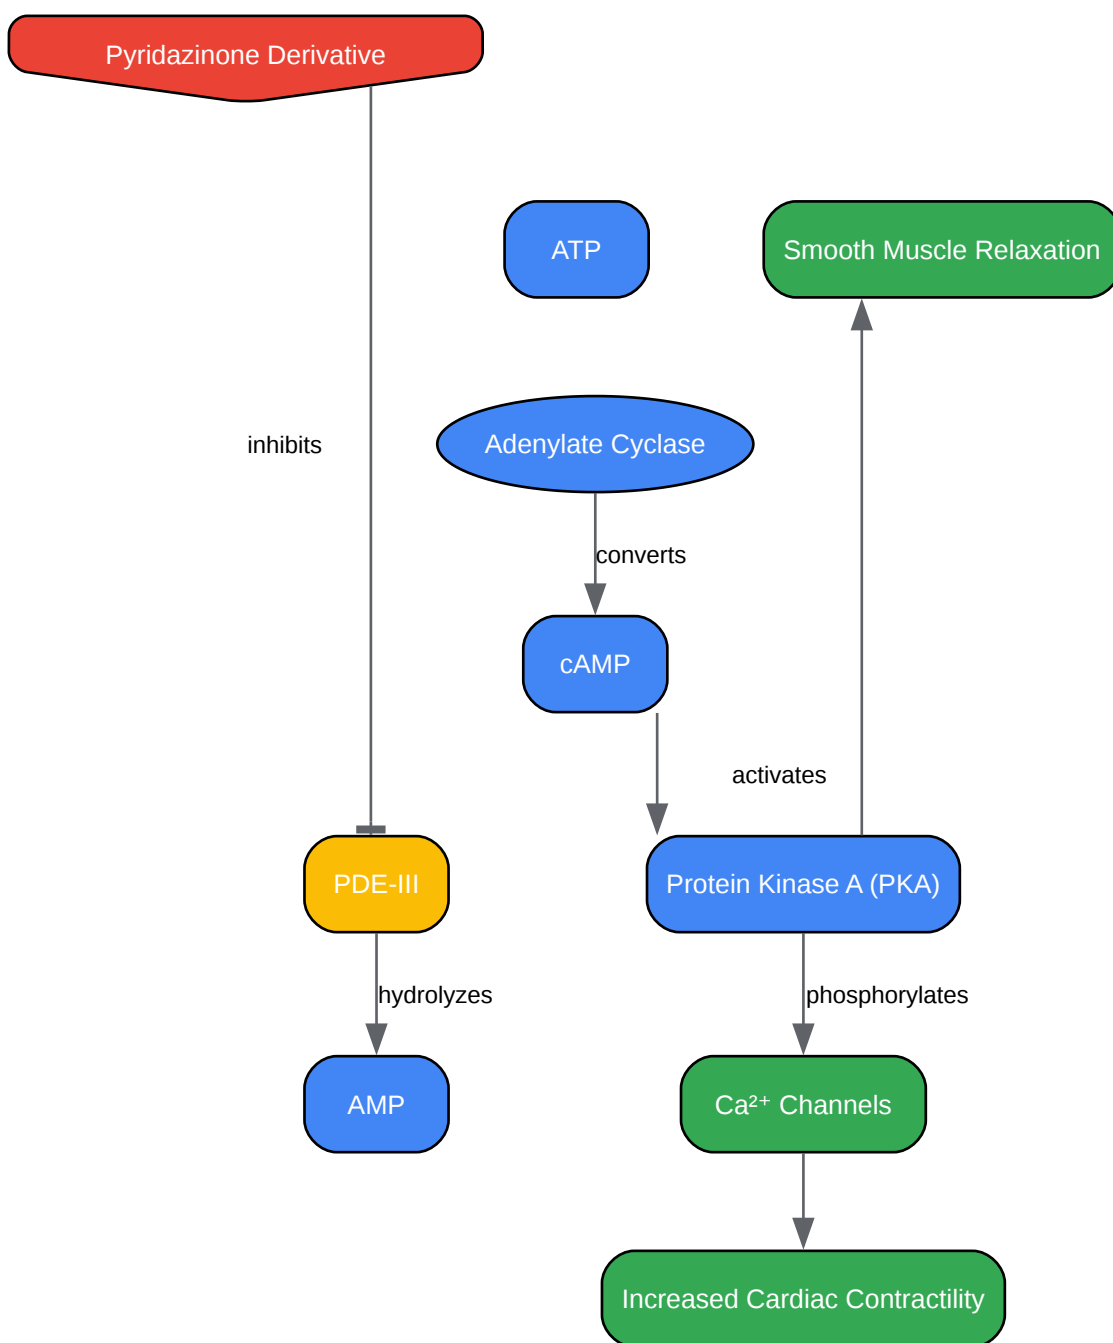 Pyridazinone Derivative
ATP
Smooth Muscle Relaxation
inhibits
Adenylate Cyclase
converts
cAMP
activates
PDE-III
Protein Kinase A (PKA)
hydrolyzes
phosphorylates
AMP
Ca²⁺ Channels
Increased Cardiac Contractility